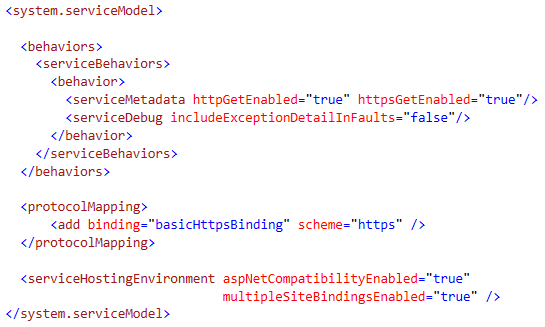 <system.serviceModel>
<behaviors>
<serviceBehaviors>
<behavior>
<serviceMetadata httpGetEnabled="true" httpsGetEnabled="true"/>
<serviceDebug includeExceptionDetailInFaults="false"/>
</behavior>
</serviceBehaviors>
</behaviors>
<protocolMapping>
<add binding="basicHttpsBinding" scheme="https" />
</protocolMapping>
<serviceHostingEnvironment aspNetCompatibilityEnabled="true"
multipleSiteBindingsEnabled="true" />
</system.serviceModel>